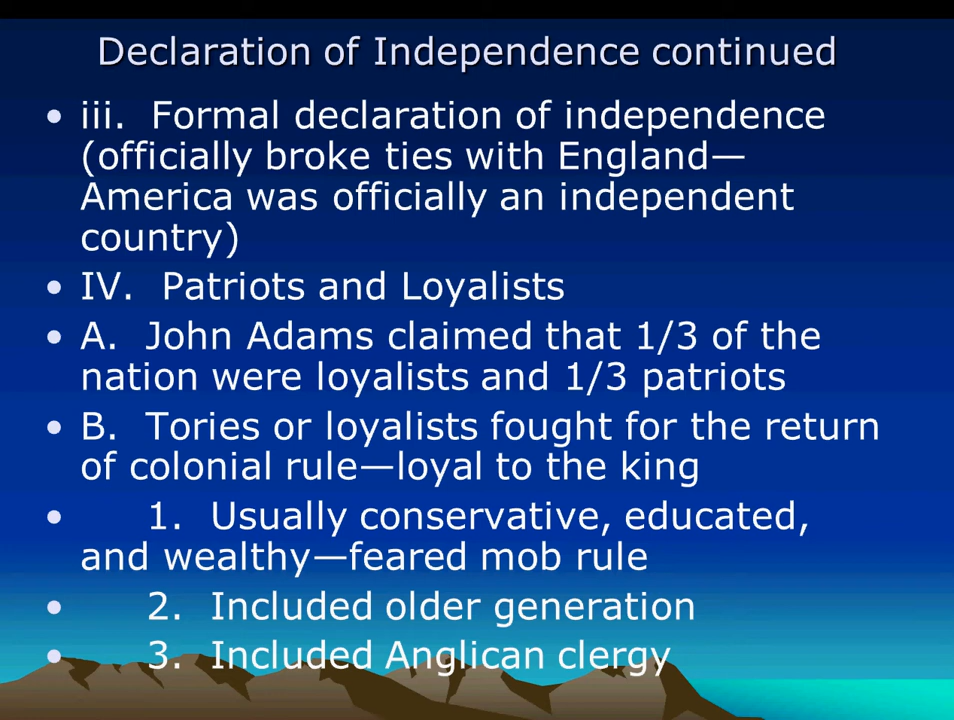 Declaration of Independence continued
• iii. Formal declaration of independence
(officially broke ties with England—
America was officially an independent
country)
• IV. Patriots and Loyalists
• A. John Adams claimed that 1/3 of the
nation were loyalists and 1/3 patriots
• B. Tories or loyalists fought for the return
of colonial rule—loyal to the king
• 1. Usually conservative, educated,
and wealthy—feared mob rule
• 2. Included older generation
• 3. Included Anglican clergy